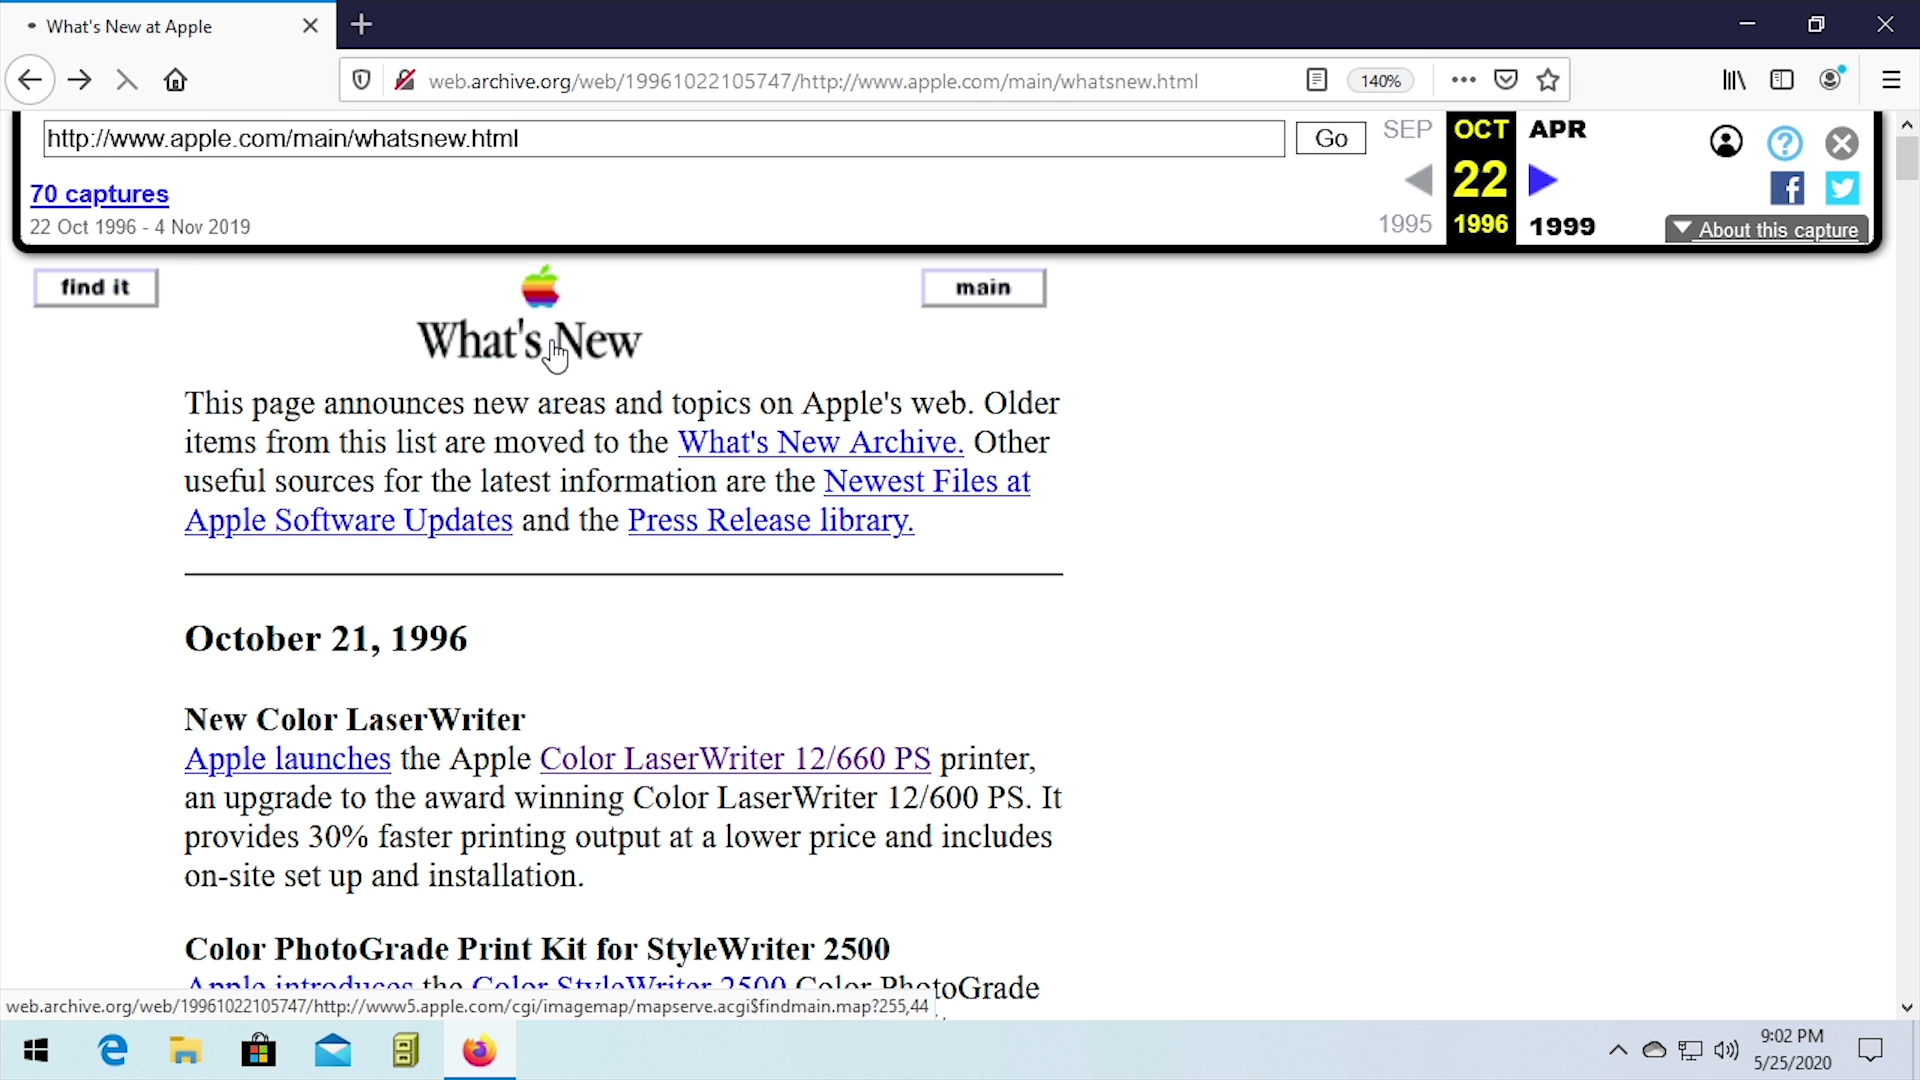 What's New at Apple
web.archive.org/web/19961022105747/http://www.apple.com/main/whatsnew.html
140%
http://www.apple.com/main/whatsnew.html
Go
SEP
OCT
APR
70 captures
22
22 Oct 1996 - 4 Nov 2019
1995
1996
1999
About this capture
find it
main
What's New
This page announces new areas and topics on Apple's web. Older
items from this list are moved to the What's New Archive. Other
useful sources for the latest information are the Newest Files at
Apple Software Updates and the Press Release library.
October 21, 1996
New Color LaserWriter
Apple launches the Apple Color LaserWriter 12/660 PS printer,
an upgrade to the award winning Color LaserWriter 12/600 PS. It
provides 30% faster printing output at a lower price and includes
on-site set up and installation.
Color PhotoGrade Print Kit for StyleWriter 2500
Apple introduces the Color StyleWriter 2500 Color PhotoGrade
web.archive.org/web/19961022105747/http://www5.apple.com/cgi/imagemap/mapserve.acgi$findmain.map?255,44
9:02 PM
5/25/2020